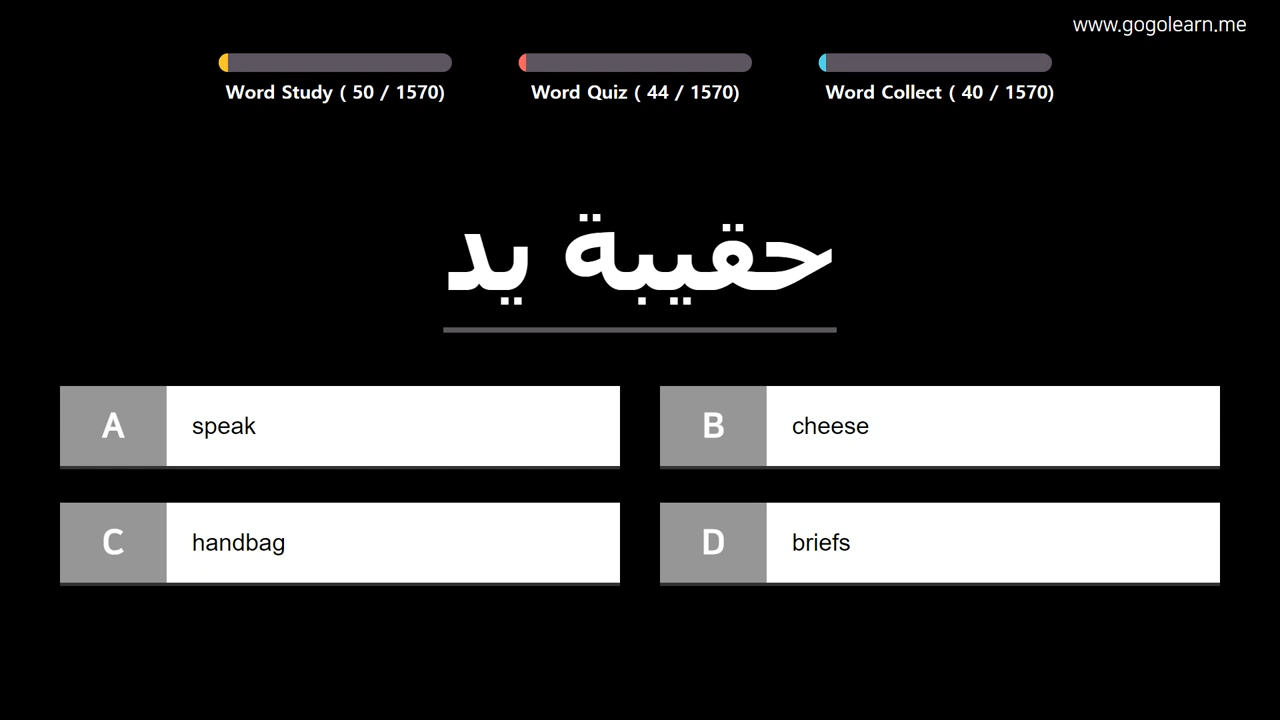 www.gogolearn.me
Word Study ( 50 / 1570)
Word Quiz ( 44 / 1570)
Word Collect ( 40 / 1570)
حقيبة يد
A speak
B cheese
C handbag
D briefs